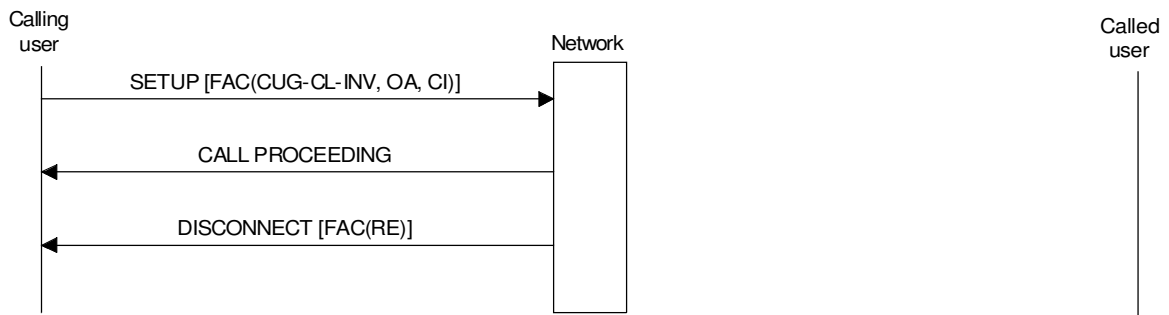 Calling
user
Network
Called
user
SETUP [FAC(CUG-CL-INV, OA, CI)]
CALL PROCEEDING
DISCONNECT [FAC(RE)]